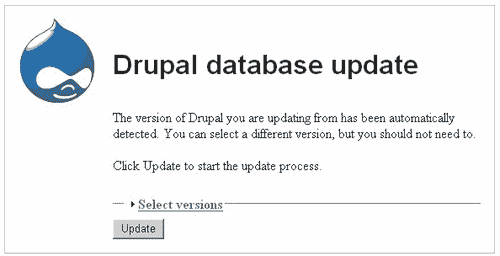 Drupal database update
The version of Drupal you are updating from has been automatically
detected. You can select a different version, but you should not need to.
Click Update to start the update process.
Select versions
Update